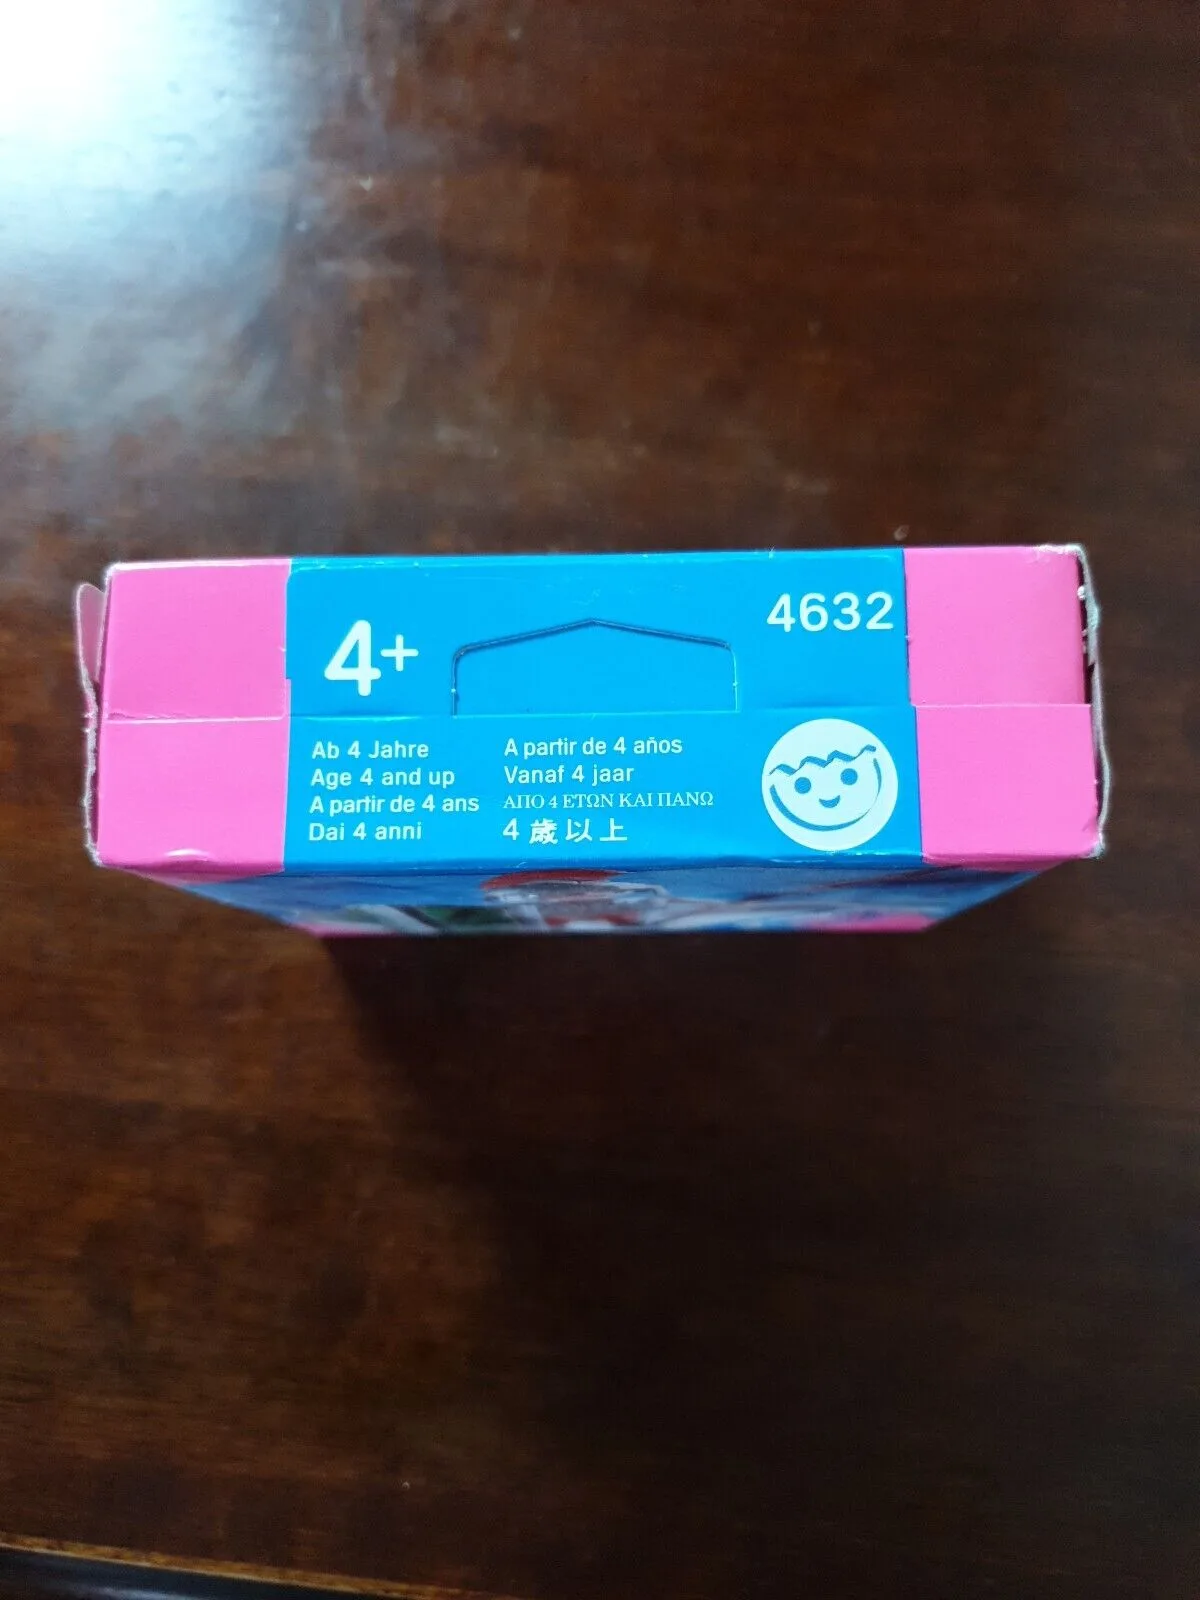 4+
4632
Ab 4 Jahre
Age 4 and up
A partir de 4 ans
Dai 4 anni
A partir de 4 años
Vanaf 4 jaar
ΑΠΟ 4 ΕΤΩΝ ΚΑΙ ΠΑΝΩ
4 歳以上